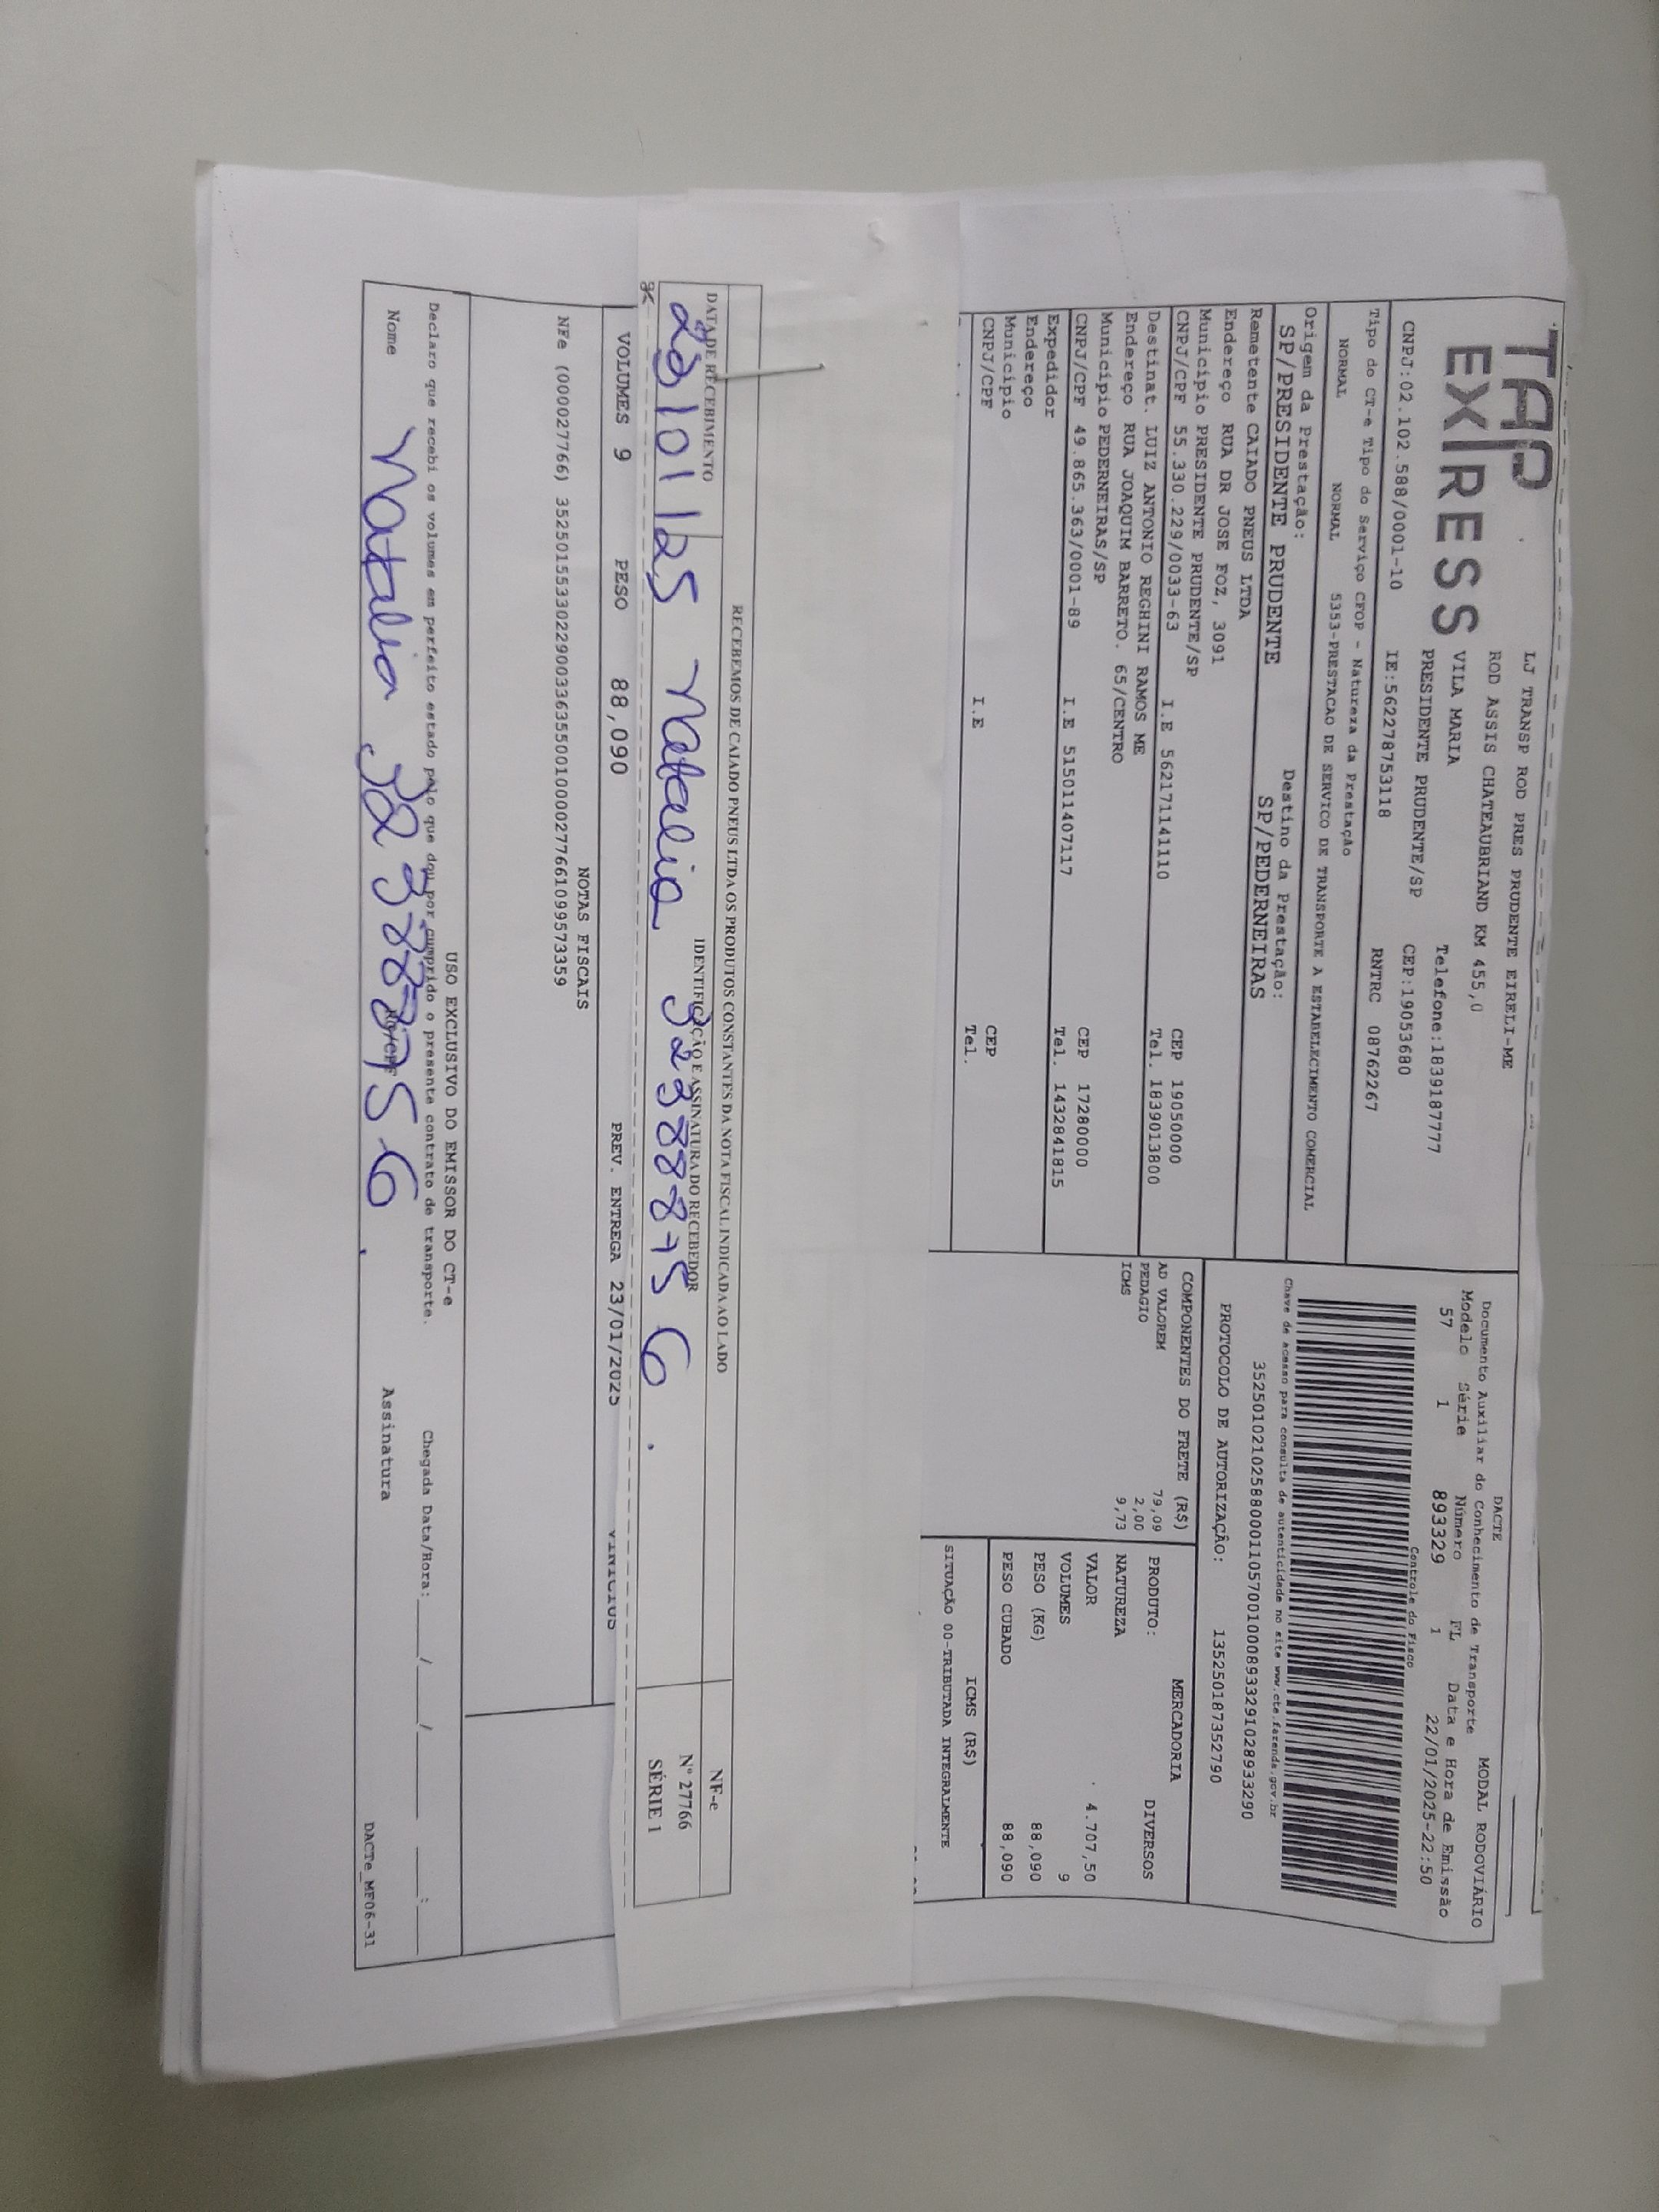 TAP
EXPRESS
LJ TRANSP ROD PRES PRUDENTE EIRELI-ME
ROD ASSIS CHATEAUBRIAND KM 455,0
VILA MARIA Telefone:1839187777
PRESIDENTE PRUDENTE/SP CEP:19053680
CNPJ:02.102.588/0001-10 IE:562278753118 RNTRC 08762267
Tipo do CT-e Tipo do Serviço CFOP - Natureza da Prestação
NORMAL NORMAL 5353-PRESTACAO DE SERVICO DE TRANSPORTE A ESTABELECIMENTO COMERCIAL
Origem da Prestação: Destino da Prestação:
SP/PRESIDENTE PRUDENTE SP/PEDERNEIRAS
Remetente CAIADO PNEUS LTDA
Endereço RUA DR JOSE FOZ, 3091 CEP 19050000
Município PRESIDENTE PRUDENTE/SP Tel. 1839013800
CNPJ/CPF 55.330.229/0033-63 I.E 562171141110
Destinat. LUIZ ANTONIO REGHINI RAMOS ME
Endereço RUA JOAQUIM BARRETO. 65/CENTRO CEP 17280000
Município PEDERNEIRAS/SP Tel. 1432841815
CNPJ/CPF 49.865.363/0001-89 I.E 515011407117
Expedidor
Endereço CEP
Município Tel.
CNPJ/CPF I.E
DACTE MODAL RODOVIÁRIO
Documento Auxiliar do Conhecimento de Transporte
Modelo Série Número FL Data e Hora de Emissão
57 1 893329 1 22/01/2025-22:50
Controle do Fisco
Chave de acesso para consulta de autenticidade no site www.cte.fazenda.gov.br
35250102102588000110570010008933291028933290
PROTOCOLO DE AUTORIZAÇÃO: 135250187352790
COMPONENTES DO FRETE (R$)
AD VALOREM 79,09
PEDAGIO 2,00
ICMS 9,73
MERCADORIA
PRODUTO: DIVERSOS
NATUREZA
VALOR 4.707,50
VOLUMES 9
PESO (KG) 88,090
PESO CUBADO 88,090
ICMS (R$)
SITUAÇÃO 00-TRIBUTADA INTEGRALMENTE
RECEBEMOS DE CAIADO PNEUS LTDA OS PRODUTOS CONSTANTES DA NOTA FISCAL INDICADA AO LADO
DATA DE RECEBIMENTO IDENTIFICAÇÃO E ASSINATURA DO RECEBEDOR
23/01/25 Natalia 323888756
NF-e
Nº 27766
SÉRIE 1
VOLUMES 9 PESO 88,090 PREV. ENTREGA 23/01/2025 VINICIUS
NOTAS FISCAIS
NFe (000027766) 35250155330229003363550010000277661099573359
USO EXCLUSIVO DO EMISSOR DO CT-e
Declaro que recebi os volumes em perfeito estado pelo que dou por cumprido o presente contrato de transporte. Chegada Data/Hora: ___/___/____ __:__
Nome Natalia RG/CPF 323888756 Assinatura
DACTe_MF06-31